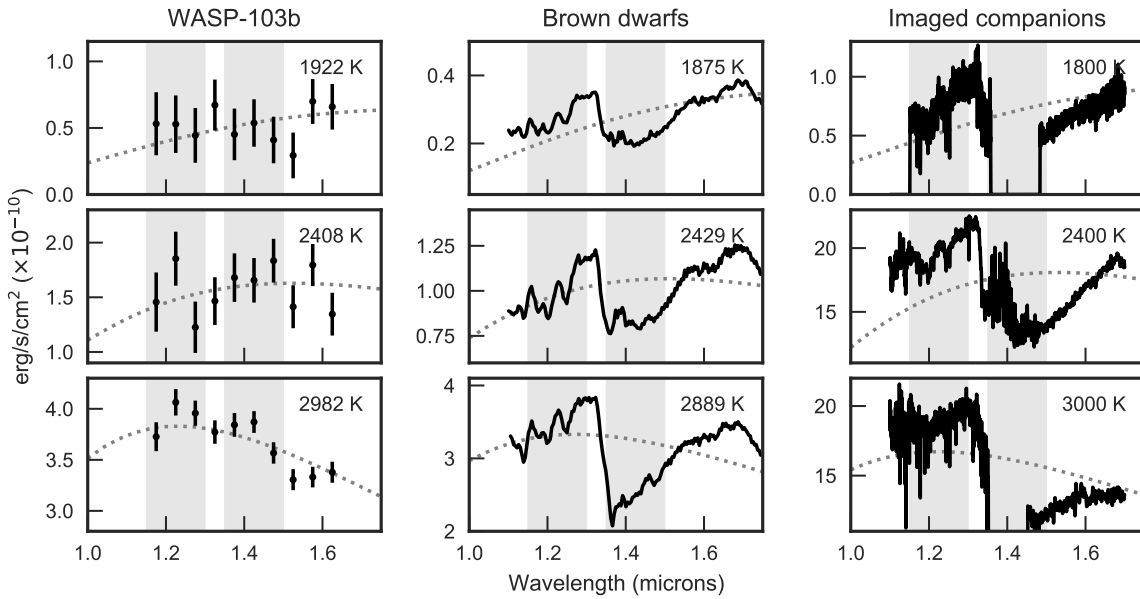 WASP-103b
Brown dwarfs
Imaged companions
erg/s/cm² (×10⁻¹⁰)
1.0
0.5
0.0
1922 K
0.4
0.2
1875 K
1.0
0.5
0.0
1800 K
2.0
1.5
1.0
2408 K
1.25
1.00
0.75
2429 K
20
15
2400 K
4.0
3.5
3.0
2982 K
4
3
2
2889 K
20
15
3000 K
1.0 1.2 1.4 1.6
1.0 1.2 1.4 1.6
1.0 1.2 1.4 1.6
Wavelength (microns)